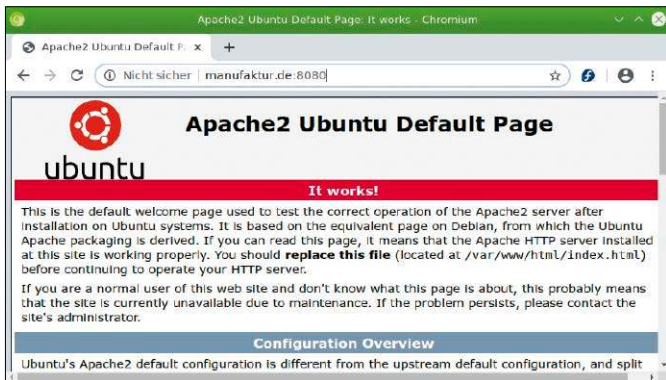 Apache2 Ubuntu Default Page: It works - Chromium
Apache2 Ubuntu Default P. x +
Nicht sicher | manufaktur.de:8080
ubuntu
Apache2 Ubuntu Default Page
It works!
This is the default welcome page used to test the correct operation of the Apache2 server after
installation on Ubuntu systems. It is based on the equivalent page on Debian, from which the Ubuntu
Apache packaging is derived. If you can read this page, it means that the Apache HTTP server installed
at this site is working properly. You should replace this file (located at /var/www/html/index.html)
before continuing to operate your HTTP server.
If you are a normal user of this web site and don't know what this page is about, this probably means
that the site is currently unavailable due to maintenance. If the problem persists, please contact the
site's administrator.
Configuration Overview
Ubuntu's Apache2 default configuration is different from the upstream default configuration, and split